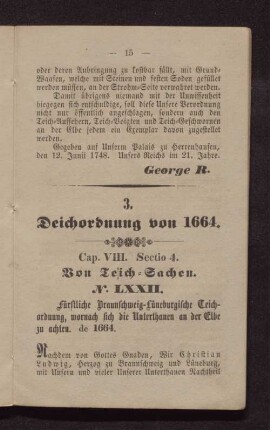 — 15 —
oder deren Anbringung zu kostbar fällt, mit Grund-
Waasen, welche mit Steinen und festen Soden gefüllet
werden müssen, an der Strohm-Seite verwahret werden.
Damit übrigens niemand mit der Unwissenheit
hiegegen sich entschuldige, soll diese Unsere Verordnung
nicht nur öffentlich angeschlagen, sondern auch den
Teich-Aufsehern, Teich-Voigten und Teich-Geschwornen
an der Elbe jedem ein Exemplar davon zugestellet
werden.
Gegeben auf Unserm Palais zu Herrenhausen,
den 12. Junii 1748. Unsers Reichs im 21. Jahre.
George R.
3.
Deichordnung von 1664.
Cap. VIII. Sectio 4.
Von Teich-Sachen.
N. LXXII.
Fürstliche Braunschweig-Lüneburgische Teich-
ordnung, wornach sich die Unterthanen an der Elbe
zu achten. de 1664.
Nachdem von Gottes Gnaden, Wir Christian
Ludwig, Herzog zu Braunschweig und Lüneburg,
mit Unsern und vieler Unserer Unterthanen Nachtheil